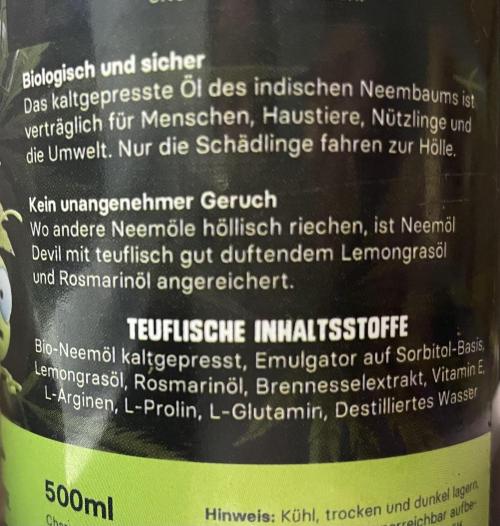 Biologisch und sicher
Das kaltgepresste Öl des indischen Neembaums ist
verträglich für Menschen, Haustiere, Nützlinge und
die Umwelt. Nur die Schädlinge fahren zur Hölle.
Kein unangenehmer Geruch
Wo andere Neemöle höllisch riechen, ist Neemöl
Devil mit teuflisch gut duftendem Lemongrasöl
und Rosmarinöl angereichert.
TEUFLISCHE INHALTSSTOFFE
Bio-Neemöl kaltgepresst, Emulgator auf Sorbitol-Basis,
Lemongrasöl, Rosmarinöl, Brennesselextrakt, Vitamin E,
L-Arginen, L-Prolin, L-Glutamin, Destilliertes Wasser
500ml
Hinweis: Kühl, trocken und dunkel lagern,